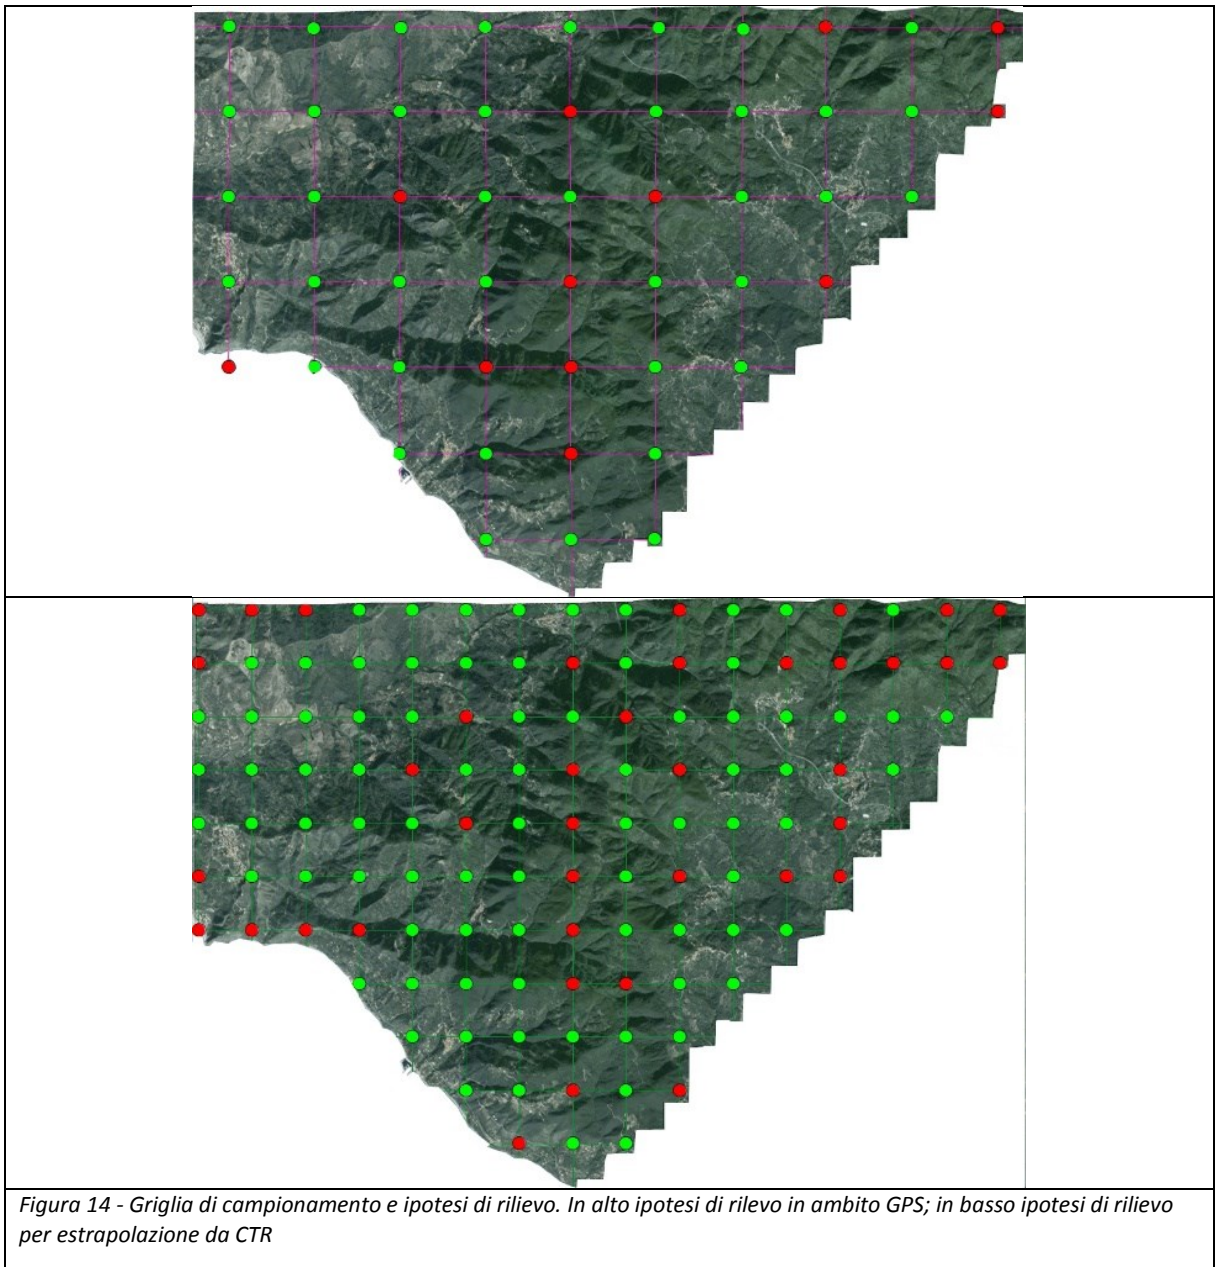 Figura 14 - Griglia di campionamento e ipotesi di rilievo. In alto ipotesi di rilevo in ambito GPS; in basso ipotesi di rilievo
per estrapolazione da CTR